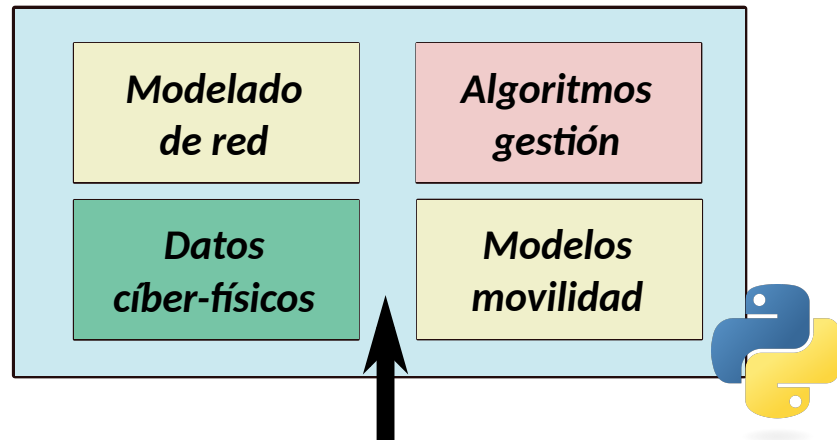 Modelado
de red
Algoritmos
gestión
Datos
cíber-físicos
Modelos
movilidad